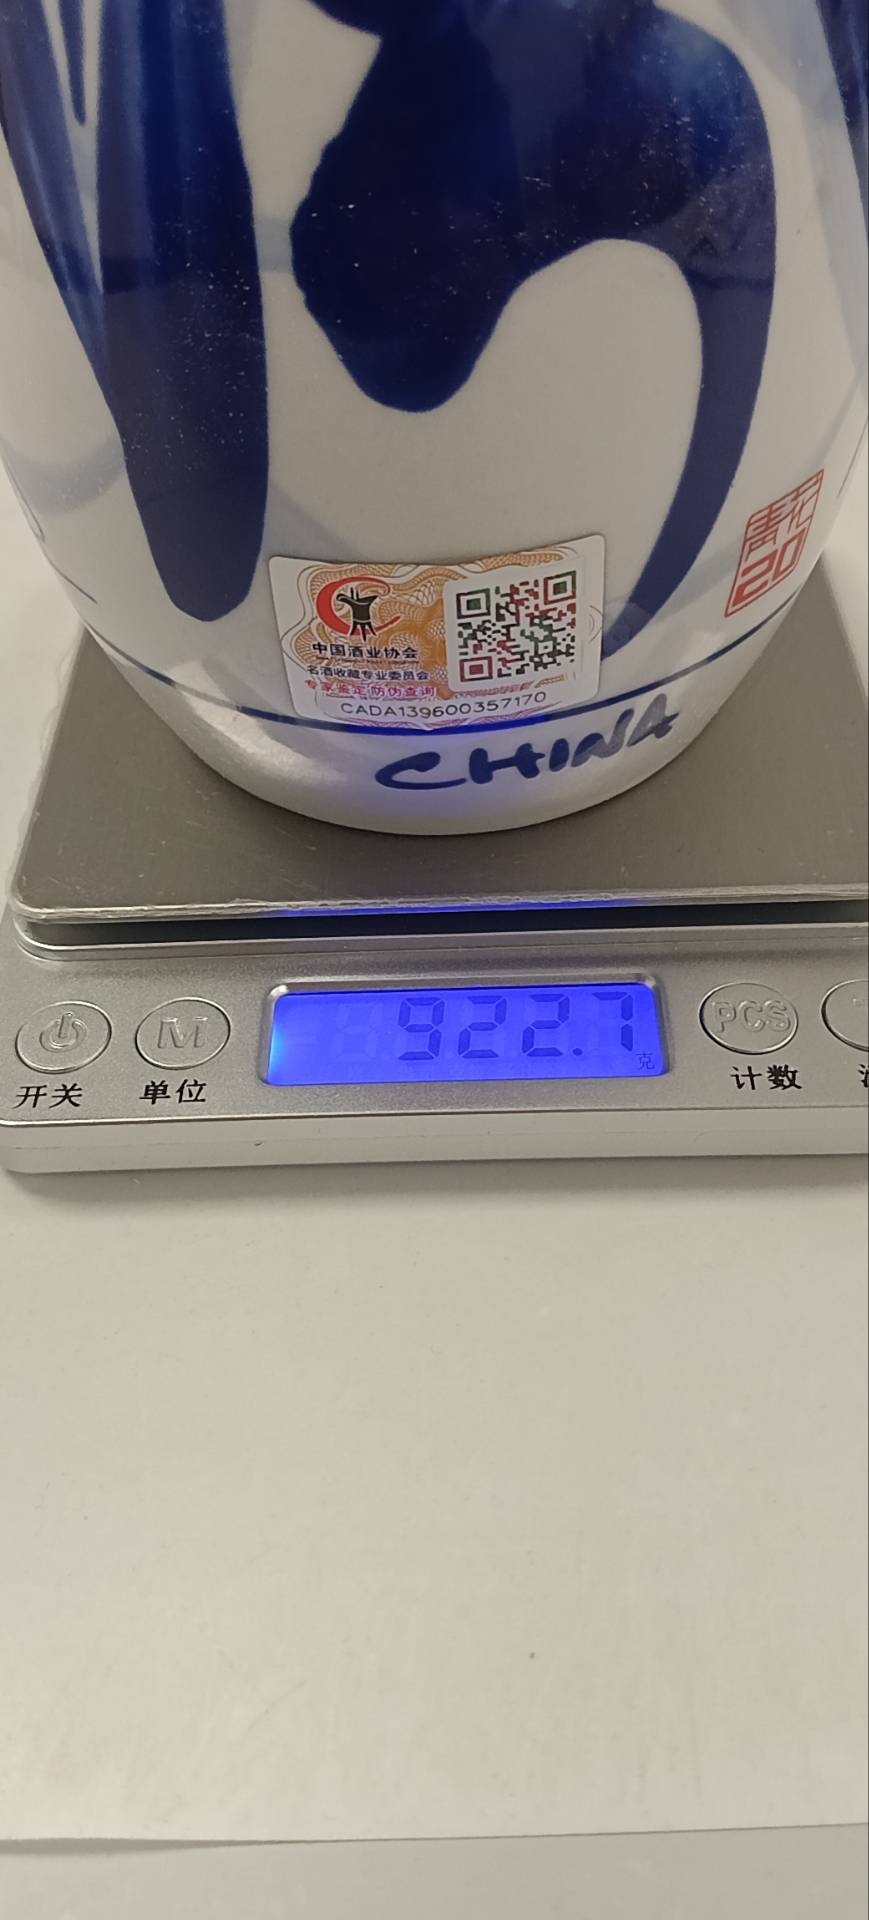 青花
20
中国酒业协会
名酒收藏专业委员会
专家鉴定 防伪查询
CADA139600357170
CHINA
922.7
克
M
PCS
开关
单位
计数